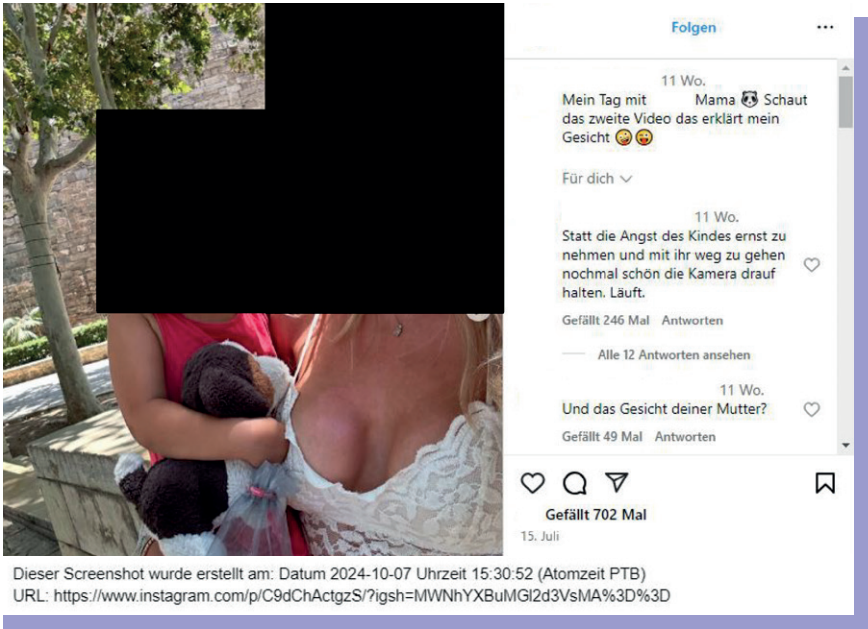 Folgen
11 Wo.
Mein Tag mit Mama 🐼 Schaut
das zweite Video das erklärt mein
Gesicht 🤪😝
Für dich
11 Wo.
Statt die Angst des Kindes ernst zu
nehmen und mit ihr weg zu gehen
nochmal schön die Kamera drauf
halten. Läuft.
Gefällt 246 Mal Antworten
Alle 12 Antworten ansehen
11 Wo.
Und das Gesicht deiner Mutter?
Gefällt 49 Mal Antworten
Gefällt 702 Mal
15. Juli
Dieser Screenshot wurde erstellt am: Datum 2024-10-07 Uhrzeit 15:30:52 (Atomzeit PTB)
URL: https://www.instagram.com/p/C9dChActgzS/?igsh=MWNhYXBuMGl2d3VsMA%3D%3D